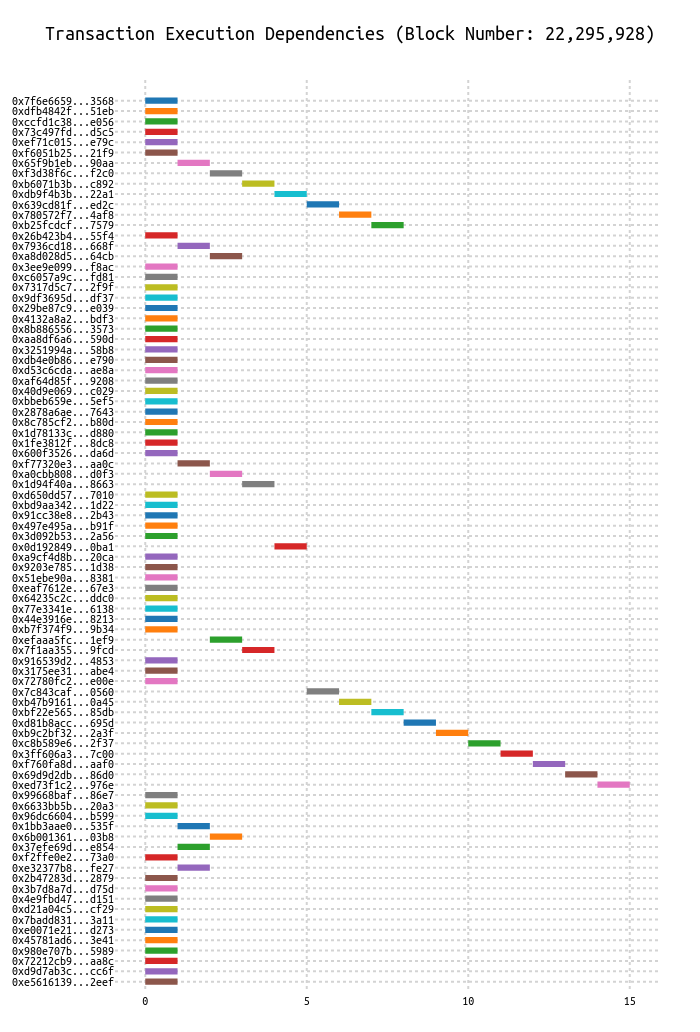 Transaction Execution Dependencies (Block Number: 22,295,928)
0x7f6e6659...3568
0xdfb4842f...51eb
0xccfd1c38...e056
0x73c497fd...d5c5
0xef71c015...e79c
0xf6051b25...21f9
0x65f9b1eb...90aa
0xf3d38f6c...f2c0
0xb6071b3b...c892
0xdb9f4b3b...22a1
0x639cd81f...ed2c
0x780572f7...4af8
0xb25fcdcf...7579
0x26b423b4...55f4
0x7936cd18...668f
0xa8d028d5...64cb
0x3ee9e099...f8ac
0xc6057a9c...fd81
0x7317d5c7...2f9f
0x9df3695d...df37
0x29be87c9...e039
0x4132a8a2...bdf3
0x8b886556...3573
0xaa8df6a6...590d
0x3251994a...58b8
0xdb4e0b86...e790
0xd53c6cda...ae8a
0xaf64d85f...9208
0x40d9e069...c029
0xbbeb659e...5ef5
0x2878a6ae...7643
0x8c785cf2...b80d
0x1d78133c...d880
0x1fe3812f...8dc8
0x600f3526...da6d
0xf77320e3...aa0c
0xa0cbb808...d0f3
0x1d94f40a...8663
0xd650dd57...7010
0xbd9aa342...1d22
0x91cc38e8...2b43
0x497e495a...b91f
0x3d092b53...2a56
0x0d192849...0ba1
0xa9cf4d8b...20ca
0x9203e785...1d38
0x51ebe90a...8381
0xeaf7612e...67e3
0x64235c2c...ddc0
0x77e3341e...6138
0x44e3916e...8213
0xb7f374f9...9b34
0xefaaa5fc...1ef9
0x7f1aa355...9fcd
0x916539d2...4853
0x3175ee31...abe4
0x72780fc2...e00e
0x7c843caf...0560
0xb47b9161...0a45
0xbf22e565...85db
0xd81b8acc...695d
0xb9c2bf32...2a3f
0xc8b589e6...2f37
0x3ff606a3...7c00
0xf760fa8d...aaf0
0x69d9d2db...86d0
0xed73f1c2...976e
0x99668baf...86e7
0x6633bb5b...20a3
0x96dc6604...b599
0x1bb3aae0...535f
0x6b001361...03b8
0x37efe69d...e854
0xf2ffe0e2...73a0
0xe32377b8...fe27
0x2b47283d...2879
0x3b7d8a7d...d75d
0x4e9fbd47...d151
0xd21a04c5...cf29
0x7badd831...3a11
0xe0071e21...d273
0x45781ad6...3e41
0x980e707b...5989
0x72212cb9...aa8c
0xd9d7ab3c...cc6f
0xe5616139...2eef
0 5 10 15